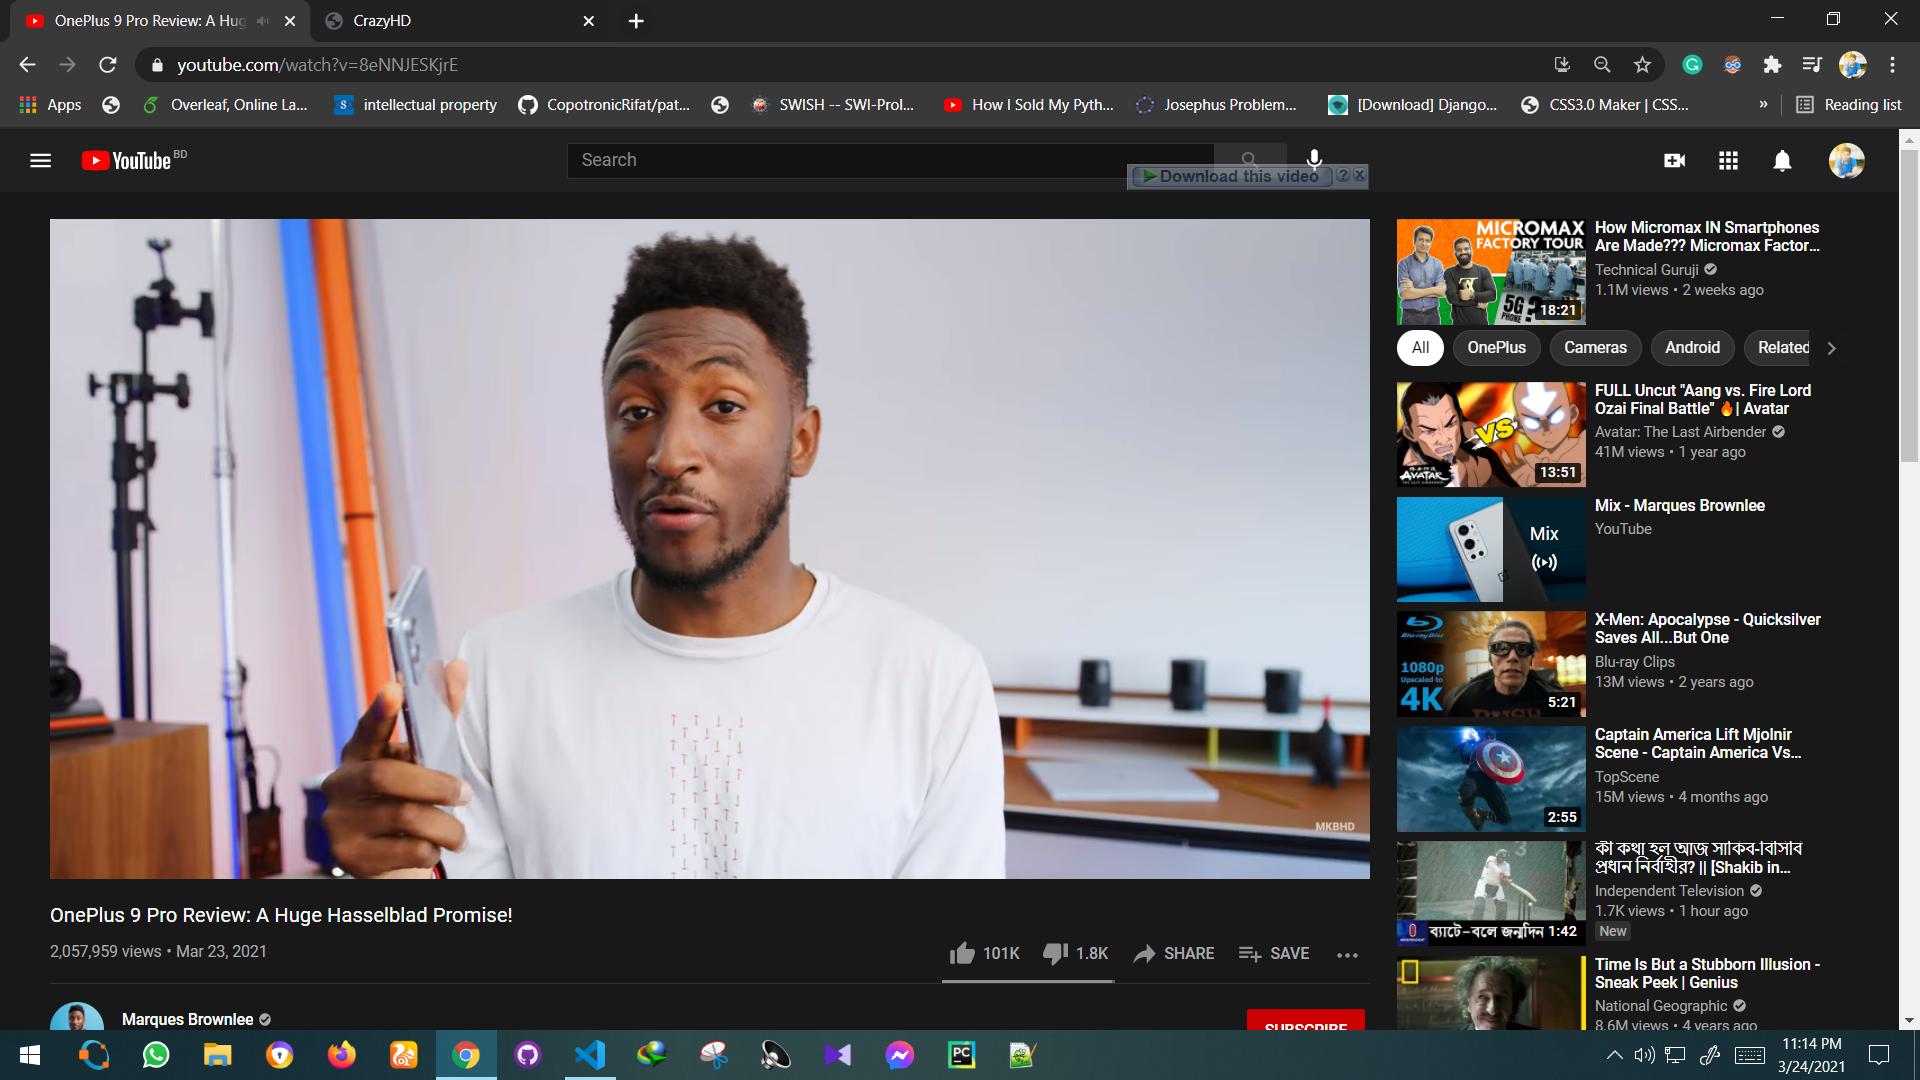 OnePlus 9 Pro Review: A Hug
CrazyHD
youtube.com/watch?v=8eNNJESKjrE
Apps
Overleaf, Online La...
intellectual property
CopotronicRifat/pat...
SWISH -- SWI-Prol...
How I Sold My Pyth...
Josephus Problem...
[Download] Django...
CSS3.0 Maker | CSS...
»
Reading list
YouTube BD
Search
Download this video
MICROMAX
FACTORY TOUR
5G ?
PHONE
18:21
How Micromax IN Smartphones
Are Made??? Micromax Factor...
Technical Guruji
1.1M views • 2 weeks ago
All
OnePlus
Cameras
Android
Related
VS
AVATAR
13:51
FULL Uncut "Aang vs. Fire Lord
Ozai Final Battle" 🔥| Avatar
Avatar: The Last Airbender
41M views • 1 year ago
Mix
Mix - Marques Brownlee
YouTube
Blu-ray Disc
1080p
Upscaled to
4K
RUSH
5:21
X-Men: Apocalypse - Quicksilver
Saves All...But One
Blu-ray Clips
13M views • 2 years ago
2:55
Captain America Lift Mjolnir
Scene - Captain America Vs...
TopScene
15M views • 4 months ago
ব্যাটে-বলে জন্মদিন
1:42
কী কথা হল আজ সাকিব-বিসিবি
প্রধান নির্বাহীর? || [Shakib in...
Independent Television
1.7K views • 1 hour ago
New
Time Is But a Stubborn Illusion -
Sneak Peek | Genius
National Geographic
8.6M views • 4 years ago
MKBHD
OnePlus 9 Pro Review: A Huge Hasselblad Promise!
2,057,959 views • Mar 23, 2021
101K
1.8K
SHARE
SAVE
Marques Brownlee
SUBSCRIBE
PC
11:14 PM
3/24/2021